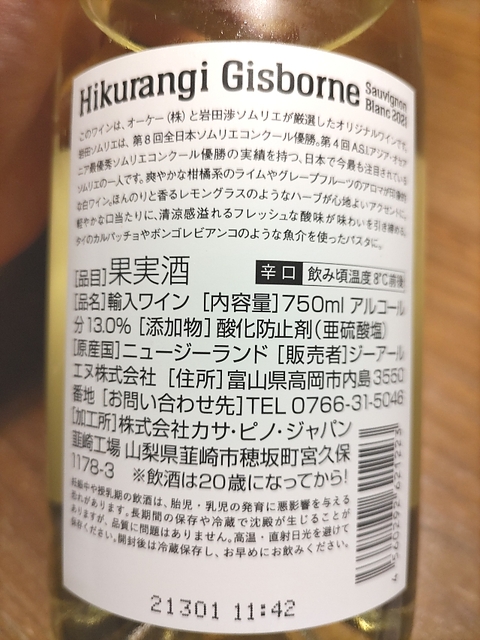 Hikurangi Gisborne Sauvignon
Blanc 202
このワインは、オーケー(株)と岩田渉ソムリエが厳選したオリジナルワインです。
岩田ソムリエは、第8回全日本ソムリエコンクール優勝。第4回A.S.I.アジア・オセア
ニア最優秀ソムリエコンクール優勝の実績を持つ、日本で今最も注目されている
ソムリエの一人です。爽やかな柑橘系のライムやグレープフルーツのアロマが印象的
な白ワイン。ほんのりと香るレモングラスのようなハーブが心地よいアクセントに。
軽やかな口当たりに、清涼感溢れるフレッシュな酸味が味わいを引き締める。
タイのカルパッチョやボンゴレビアンコのような魚介を使ったパスタに。
[品目]果実酒 辛口 飲み頃温度 8℃前後
[品名]輸入ワイン [内容量]750ml アルコール
分13.0% [添加物]酸化防止剤(亜硫酸塩)
[原産国]ニュージーランド [販売者]ジーアール
エヌ株式会社 [住所]富山県高岡市内島3550
番地 [お問い合わせ先]TEL 0766-31-5046
[加工所]株式会社カサ・ピノ・ジャパン
韮崎工場 山梨県韮崎市穂坂町宮久保
1178-3 ※飲酒は20歳になってから!
妊娠中や授乳期の飲酒は、胎児・乳児の発育に悪影響を与える
恐れがあります。長期間の保存や冷蔵で沈殿が生じることが
ありますが、品質に問題はありません。高温・直射日光を避けて
保存ください。開封後は冷蔵保存し、お早めにお飲みください。
21301 11:42